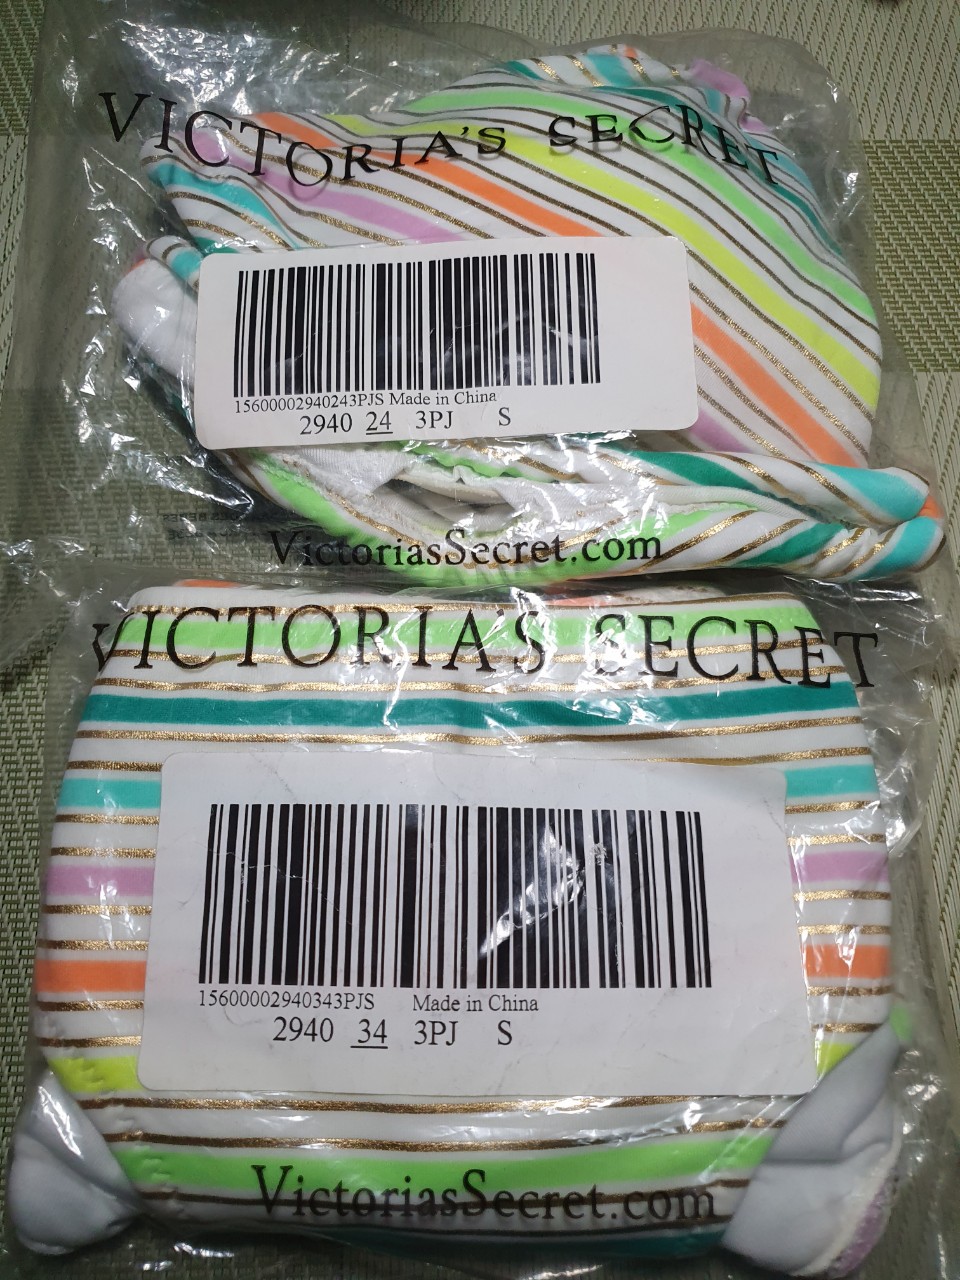 VICTORIA'S SECRET
15600002940243PJS Made in China
2940 24 3PJ S
VictoriasSecret.com
VICTORIA'S SECRET
15600002940343PJS Made in China
2940 34 3PJ S
VictoriasSecret.com